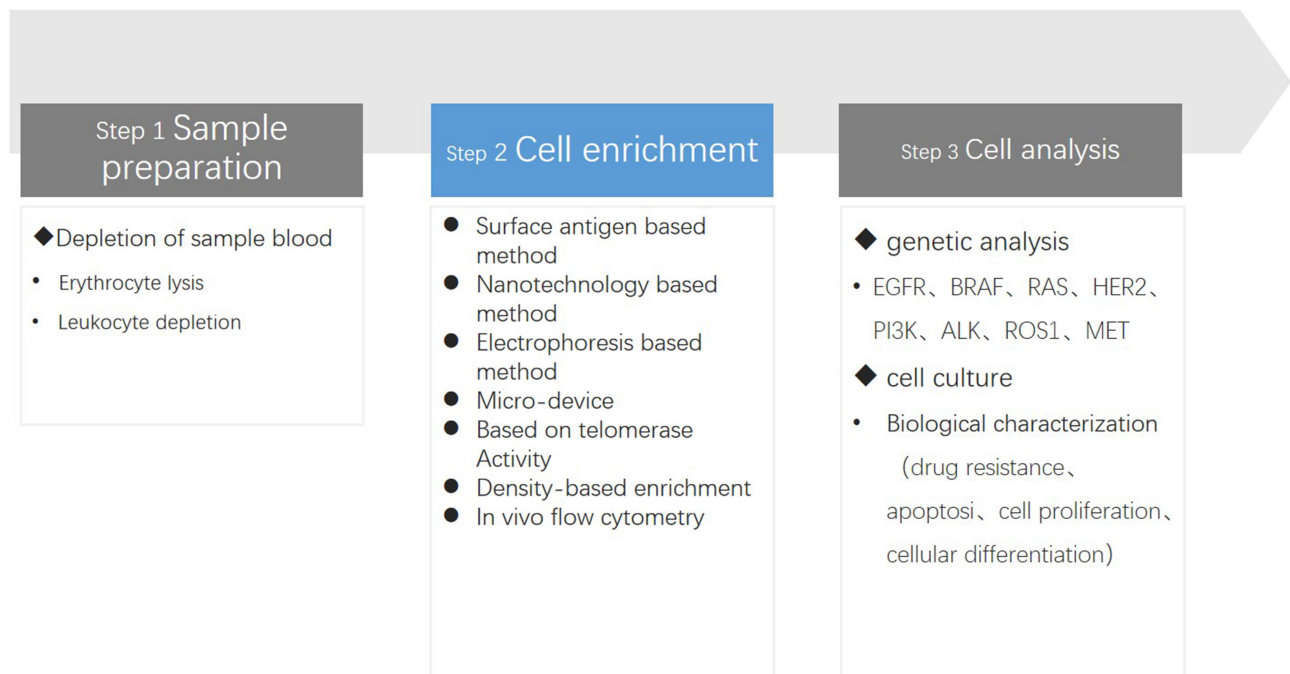 Step 1 Sample
preparation
◆Depletion of sample blood
• Erythrocyte lysis
• Leukocyte depletion
Step 2 Cell enrichment
● Surface antigen based
method
● Nanotechnology based
method
● Electrophoresis based
method
● Micro-device
● Based on telomerase
Activity
● Density-based enrichment
● In vivo flow cytometry
Step 3 Cell analysis
◆ genetic analysis
• EGFR、BRAF、RAS、HER2、
PI3K、ALK、ROS1、MET
◆ cell culture
• Biological characterization
（drug resistance、
apoptosi、cell proliferation、
cellular differentiation）